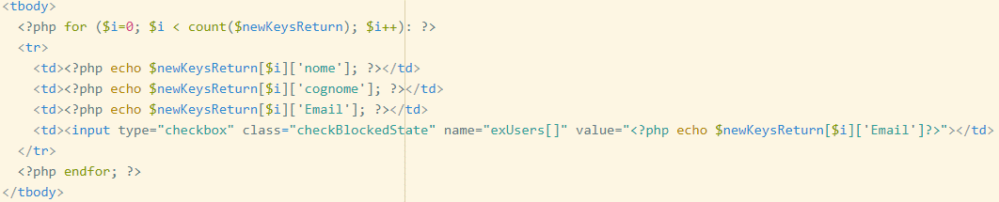 <tbody>
<?php for ($i=0; $i < count($newKeysReturn); $i++): ?>
<tr>
<td><?php echo $newKeysReturn[$i]['nome']; ?></td>
<td><?php echo $newKeysReturn[$i]['cognome']; ?></td>
<td><?php echo $newKeysReturn[$i]['Email']; ?></td>
<td><input type="checkbox" class="checkBlockedState" name="exUsers[]" value="<?php echo $newKeysReturn[$i]['Email']?>"></td>
</tr>
<?php endfor; ?>
</tbody>